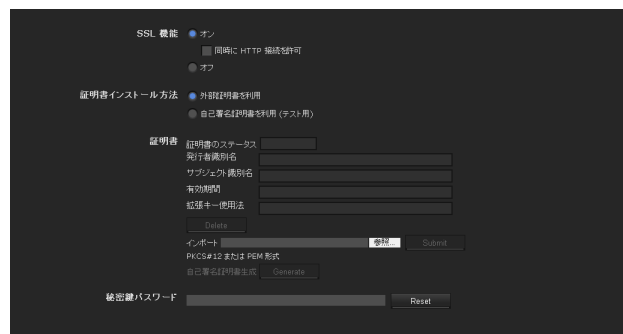 SSL 機能 オン
同時に HTTP 接続を許可
オフ
証明書インストール方法 外部証明書を利用
自己署名証明書を利用 (テスト用)
証明書 証明書のステータス
発行者識別名
サブジェクト識別名
有効期間
拡張キー使用法
Delete
インポート 参照... Submit
PKCS#12 または PEM 形式
自己署名証明書生成 Generate
秘密鍵パスワード Reset